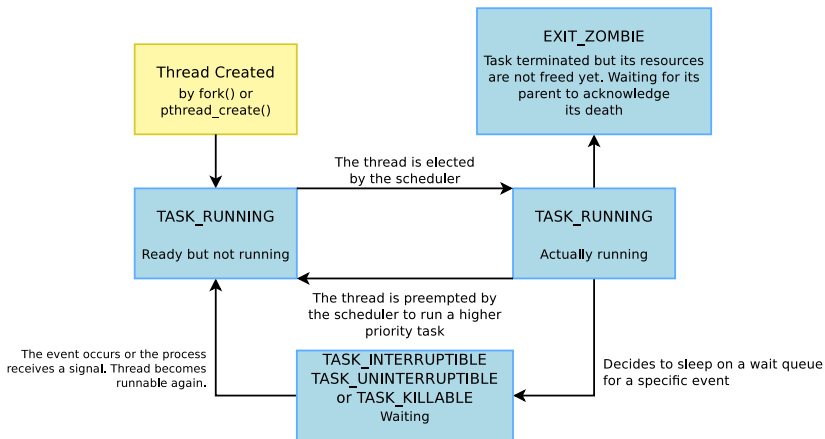 Thread Created
by fork() or
pthread_create()
EXIT_ZOMBIE
Task terminated but its resources
are not freed yet. Waiting for its
parent to acknowledge
its death
The thread is elected
by the scheduler
TASK_RUNNING
Ready but not running
TASK_RUNNING
Actually running
The thread is preempted by
the scheduler to run a higher
priority task
The event occurs or the process
receives a signal. Thread becomes
runnable again.
TASK_INTERRUPTIBLE
TASK_UNINTERRUPTIBLE
or TASK_KILLABLE
Waiting
Decides to sleep on a wait queue
for a specific event